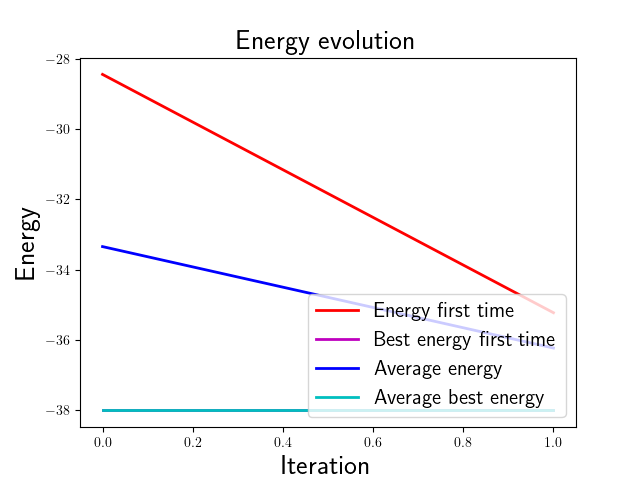 Energy evolution
Energy
−28
−30
−32
−34
−36
−38
Energy first time
Best energy first time
Average energy
Average best energy
0.0 0.2 0.4 0.6 0.8 1.0
Iteration